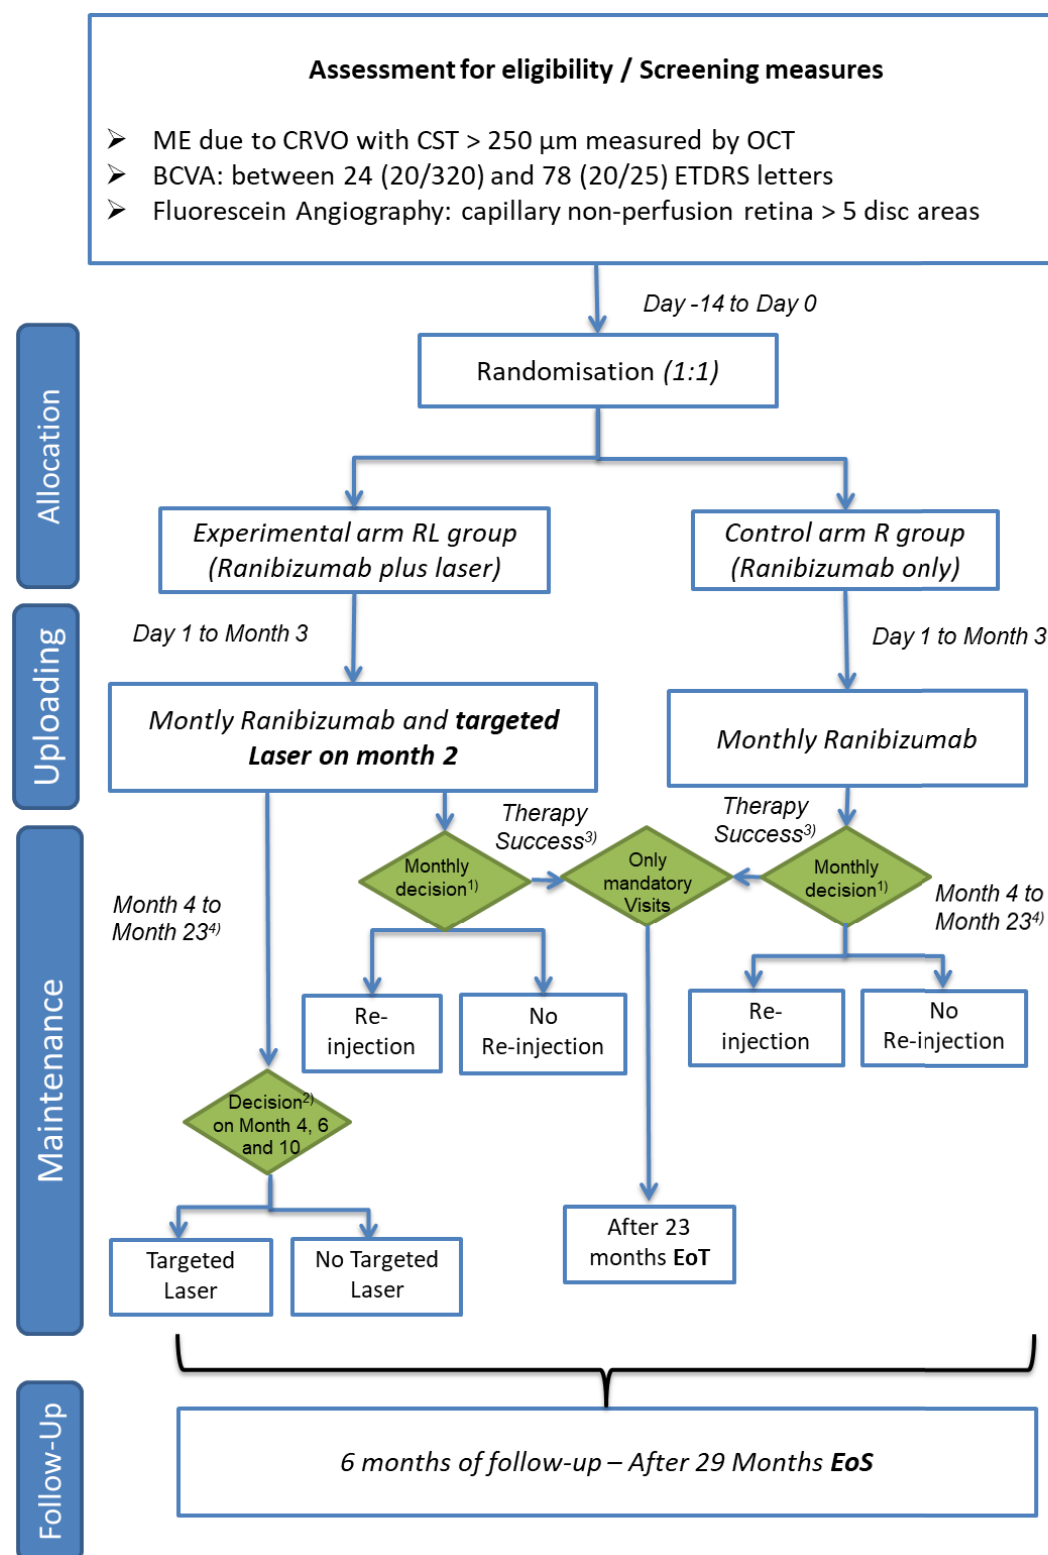 Assessment for eligibility / Screening measures
➢ ME due to CRVO with CST > 250 µm measured by OCT
➢ BCVA: between 24 (20/320) and 78 (20/25) ETDRS letters
➢ Fluorescein Angiography: capillary non-perfusion retina > 5 disc areas
Day -14 to Day 0
Allocation
Randomisation (1:1)
Experimental arm RL group
(Ranibizumab plus laser)
Control arm R group
(Ranibizumab only)
Uploading
Day 1 to Month 3
Day 1 to Month 3
Montly Ranibizumab and targeted
Laser on month 2
Monthly Ranibizumab
Maintenance
Therapy
Success3)
Therapy
Success3)
Monthly
decision1)
Only
mandatory
Visits
Monthly
decision1)
Month 4 to
Month 234)
Month 4 to
Month 234)
Re-
injection
No
Re-injection
Re-
injection
No
Re-injection
Decision2)
on Month 4, 6
and 10
Targeted
Laser
No Targeted
Laser
After 23
months EoT
Follow-Up
6 months of follow-up – After 29 Months EoS